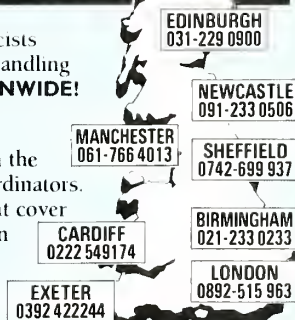 cists
andling
NWIDE!
the
rdinators.
t cover
EDINBURGH
031-229 0900
NEWCASTLE
091-233 0506
MANCHESTER
061-766 4013
SHEFFIELD
0742-699 937
BIRMINGHAM
021-233 0233
CARDIFF
0222 549174
LONDON
0892-515 963
EXETER
0392 422244